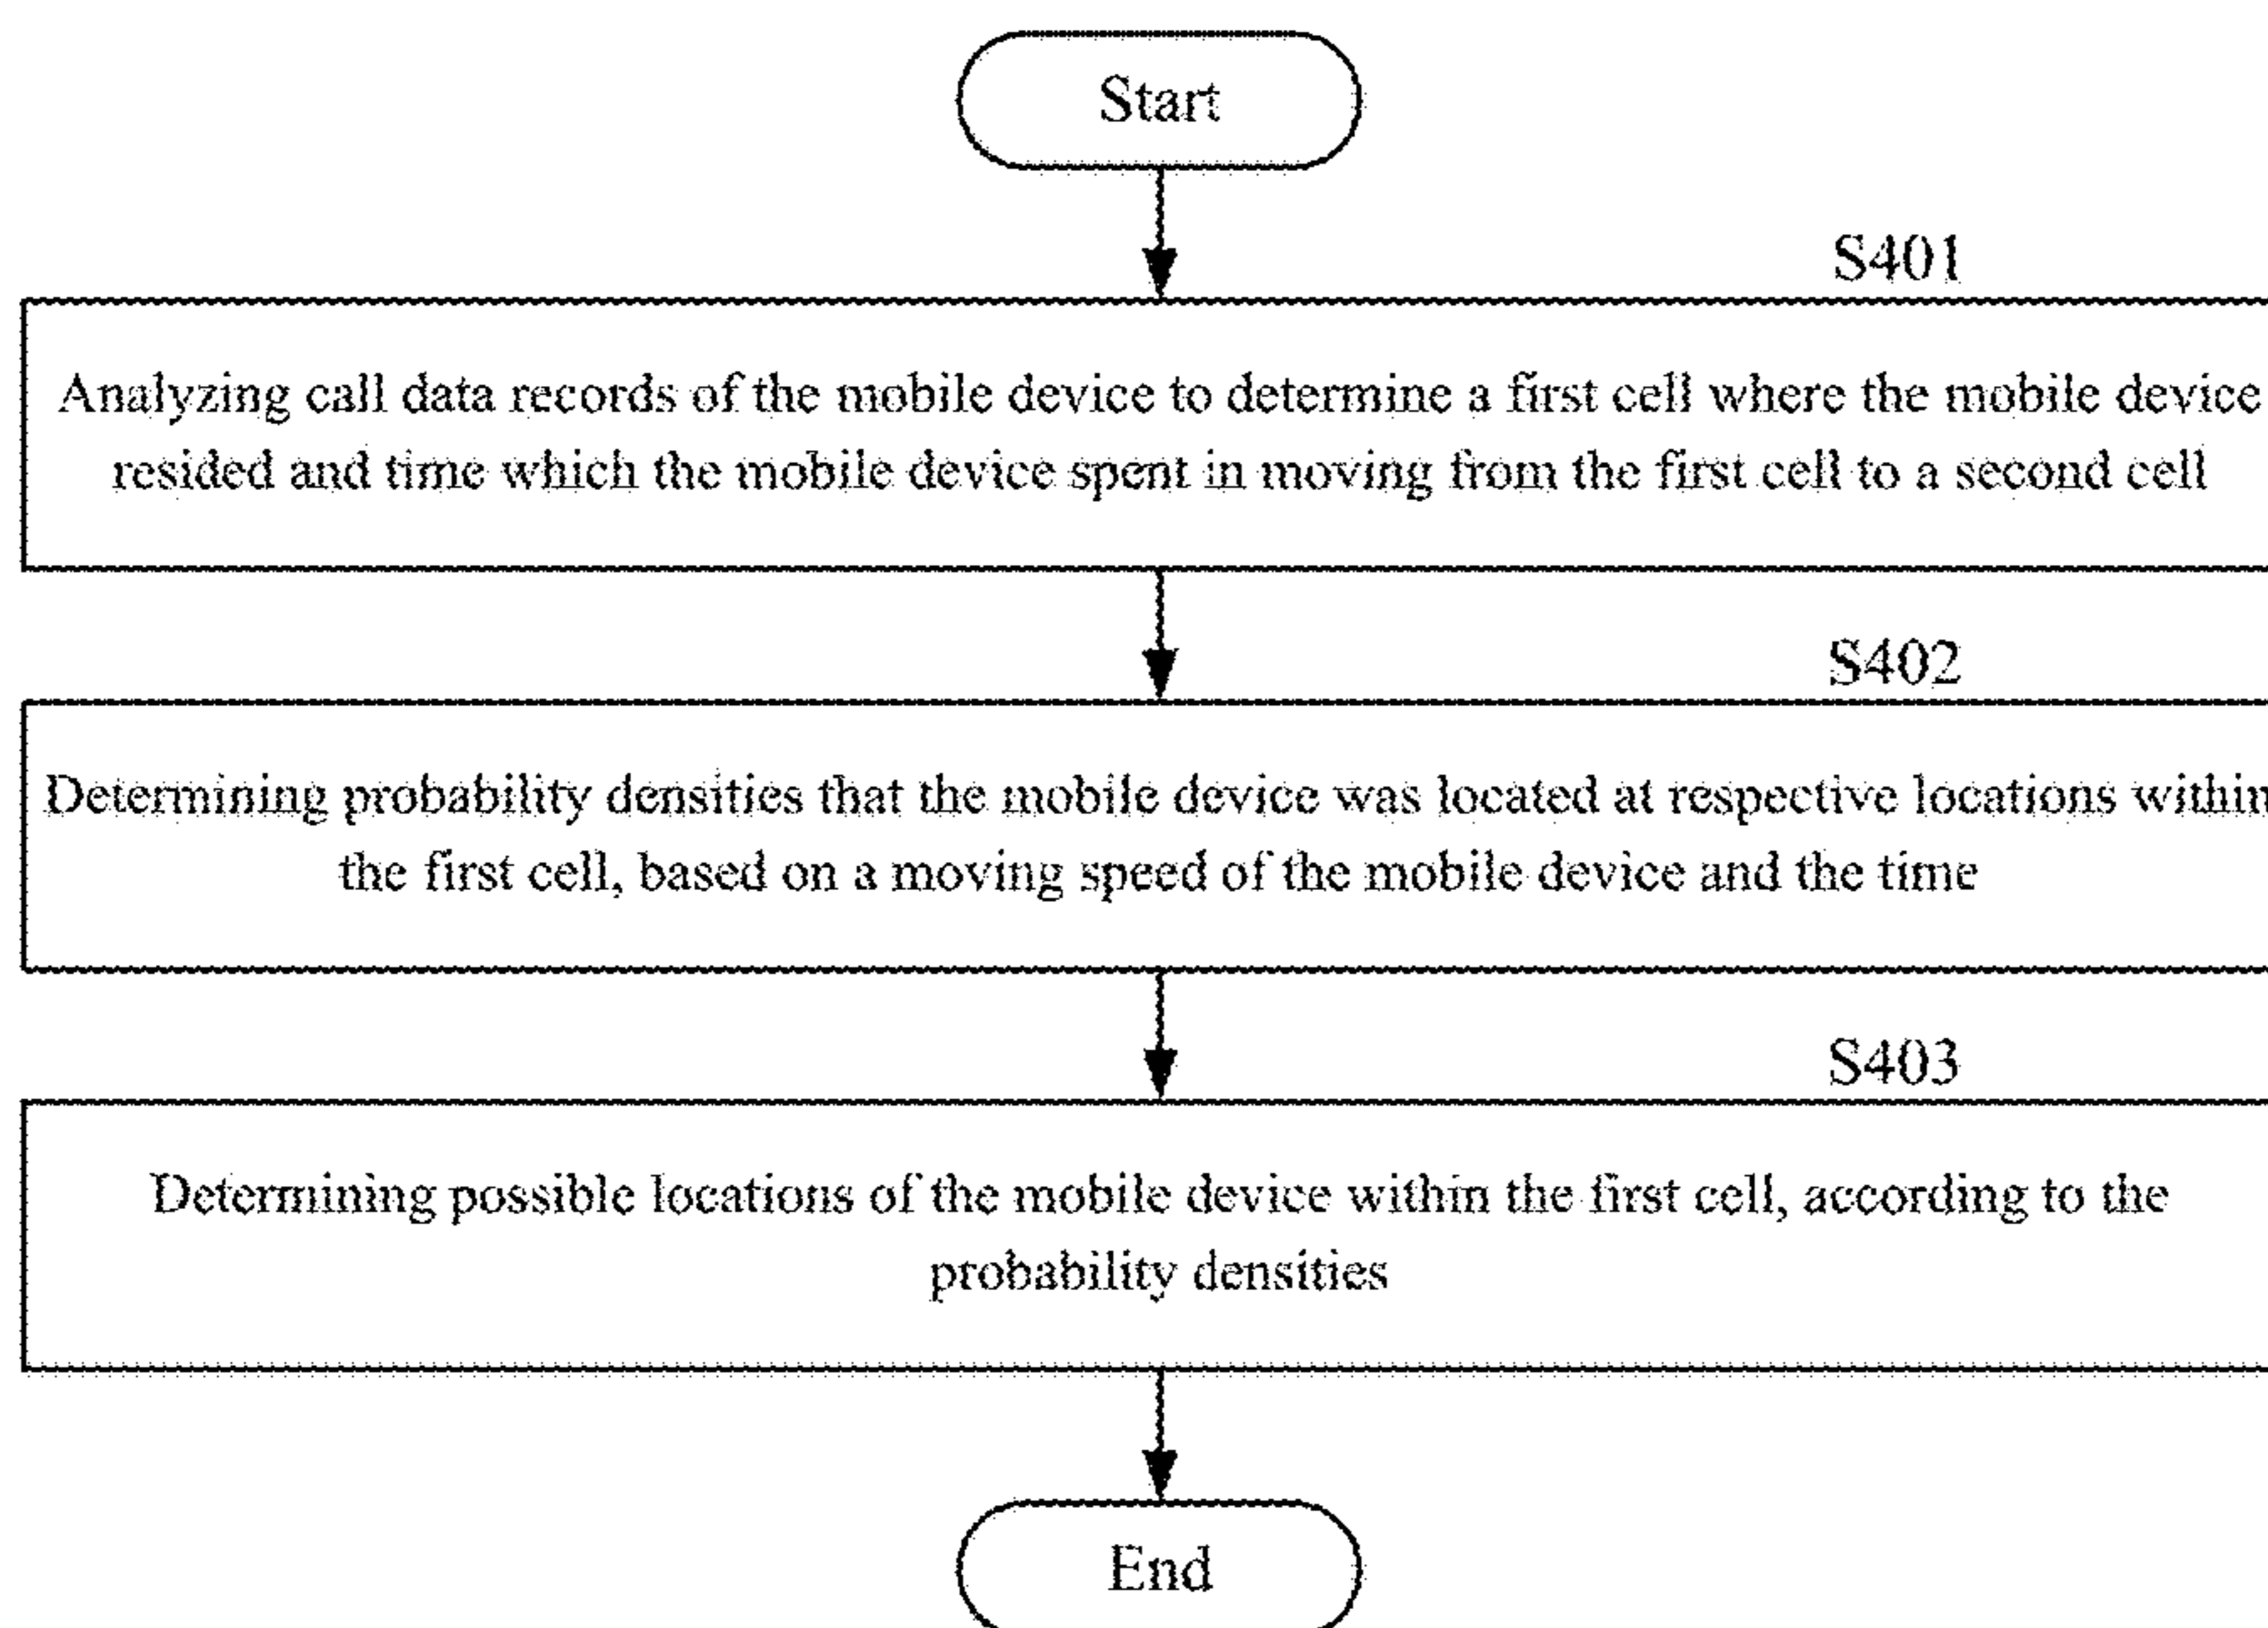 Start
S401
Analyzing call data records of the mobile device to determine a first cell where the mobile device
resided and time which the mobile device spent in moving from the first cell to a second cell
S402
Determining probability densities that the mobile device was located at respective locations within
the first cell, based on a moving speed of the mobile device and the time
S403
Determining possible locations of the mobile device within the first cell, according to the
probability densities
End